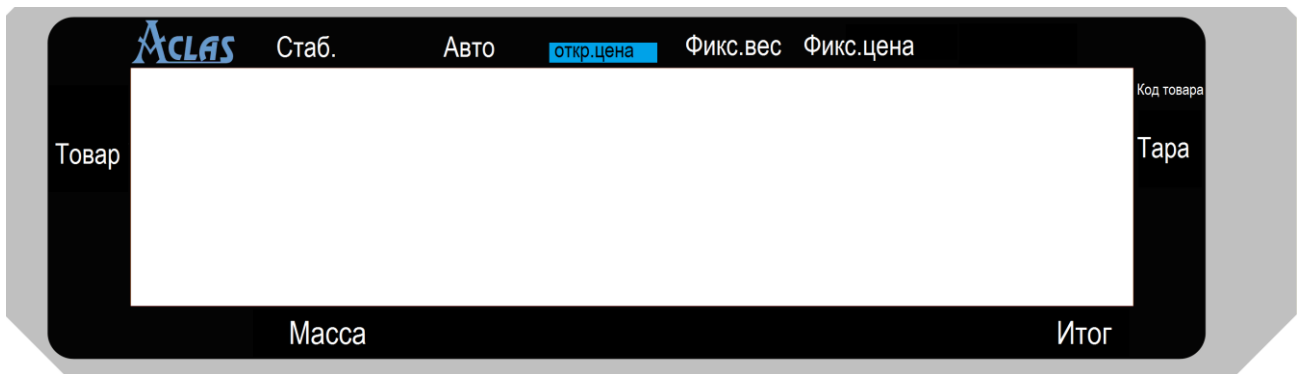 ACLAS Стаб. Авто откр.цена Фикс.вес Фикс.цена
Код товара
Товар Тара
Масса Итог